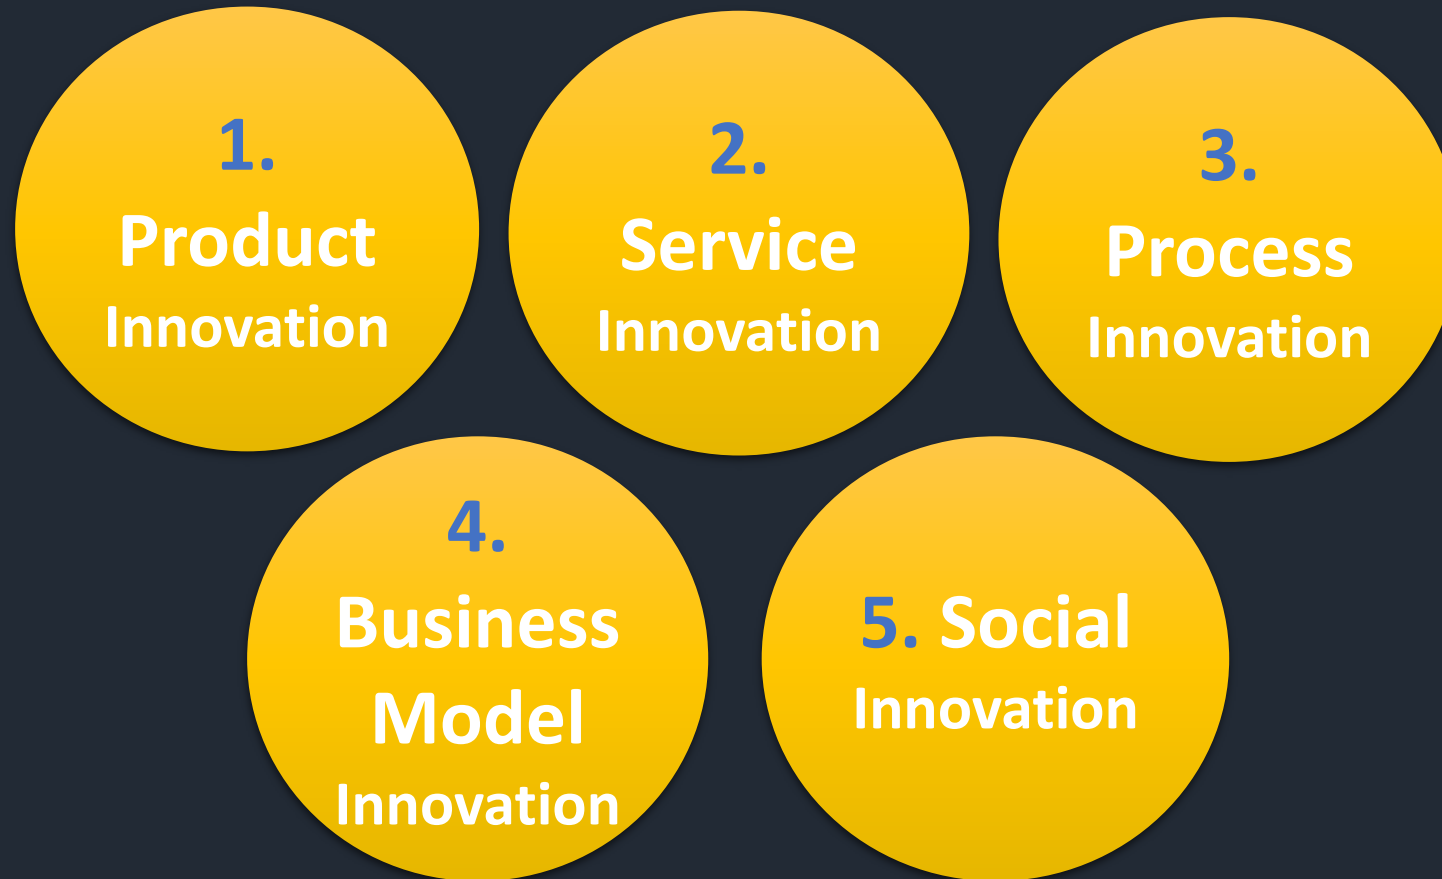 1.
Product
Innovation
2.
Service
Innovation
3.
Process
Innovation
4.
Business
Model
Innovation
5. Social
Innovation